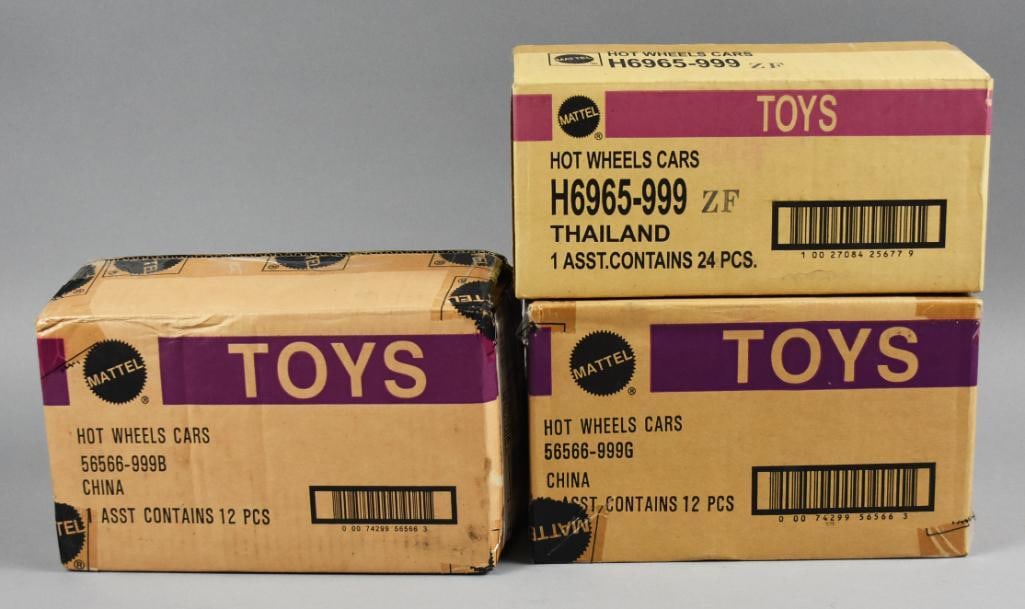 MATTEL HOT WHEELS CARS
H6965-999 ZF
MATTEL ® TOYS
HOT WHEELS CARS
H6965-999 ZF
THAILAND
1 ASST.CONTAINS 24 PCS.
1 00 27084 25677 9
MATTEL ® TOYS
HOT WHEELS CARS
56566-999B
CHINA
1 ASST CONTAINS 12 PCS
0 00 74299 56566 3
TEL
®
TEL
MATTEL ® TOYS
HOT WHEELS CARS
56566-999G
CHINA
ASST CONTAINS 12 PCS
0 00 74299 56566 3
MATTE